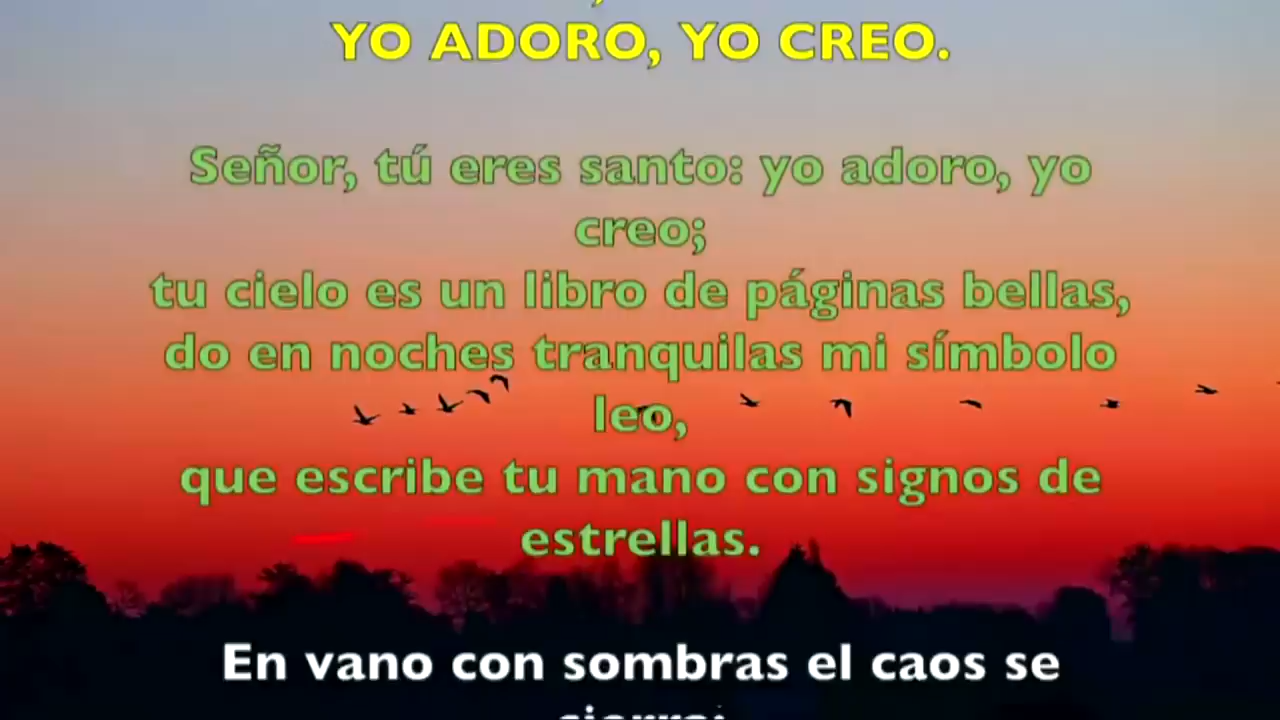 YO ADORO, YO CREO.
Señor, tú eres santo: yo adoro, yo
creo;
tu cielo es un libro de páginas bellas,
do en noches tranquilas mi símbolo
leo,
que escribe tu mano con signos de
estrellas.
En vano con sombras el caos se